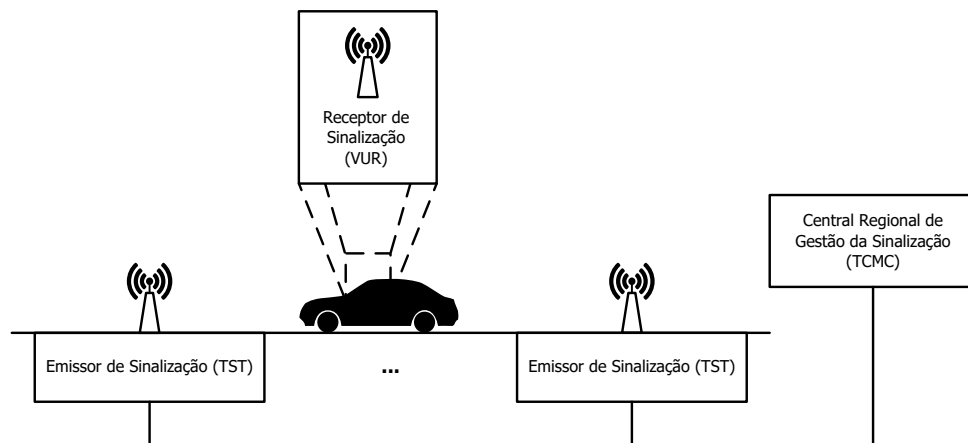 Receptor de
Sinalização
(VUR)
Central Regional de
Gestão da Sinalização
(TCMC)
Emissor de Sinalização (TST)
...
Emissor de Sinalização (TST)